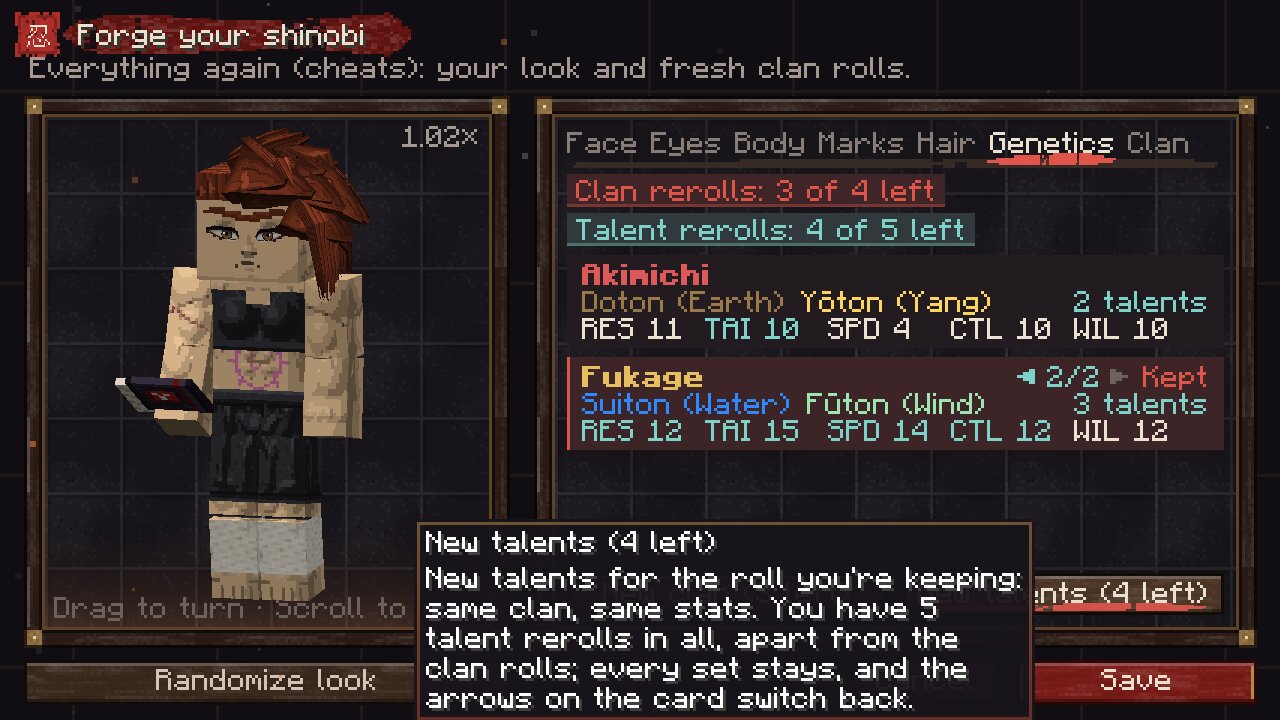 忍 Forge your shinobi
Everything again (cheats): your look and fresh clan rolls.
1.02×
Drag to turn · Scroll to
Randomize look
Face Eyes Body Marks Hair Genetics Clan
Clan rerolls: 3 of 4 left
Talent rerolls: 4 of 5 left
Akimichi
Doton (Earth) Yōton (Yang) 2 talents
RES 11 TAI 10 SPD 4 CTL 10 WIL 10
Fukage ◄ 2/2 ► Kept
Suiton (Water) Fūton (Wind) 3 talents
RES 12 TAI 15 SPD 14 CTL 12 WIL 12
New talents (4 left)
New talents for the roll you're keeping:
same clan, same stats. You have 5
talent rerolls in all, apart from the
clan rolls; every set stays, and the
arrows on the card switch back.
(4 left)
Save